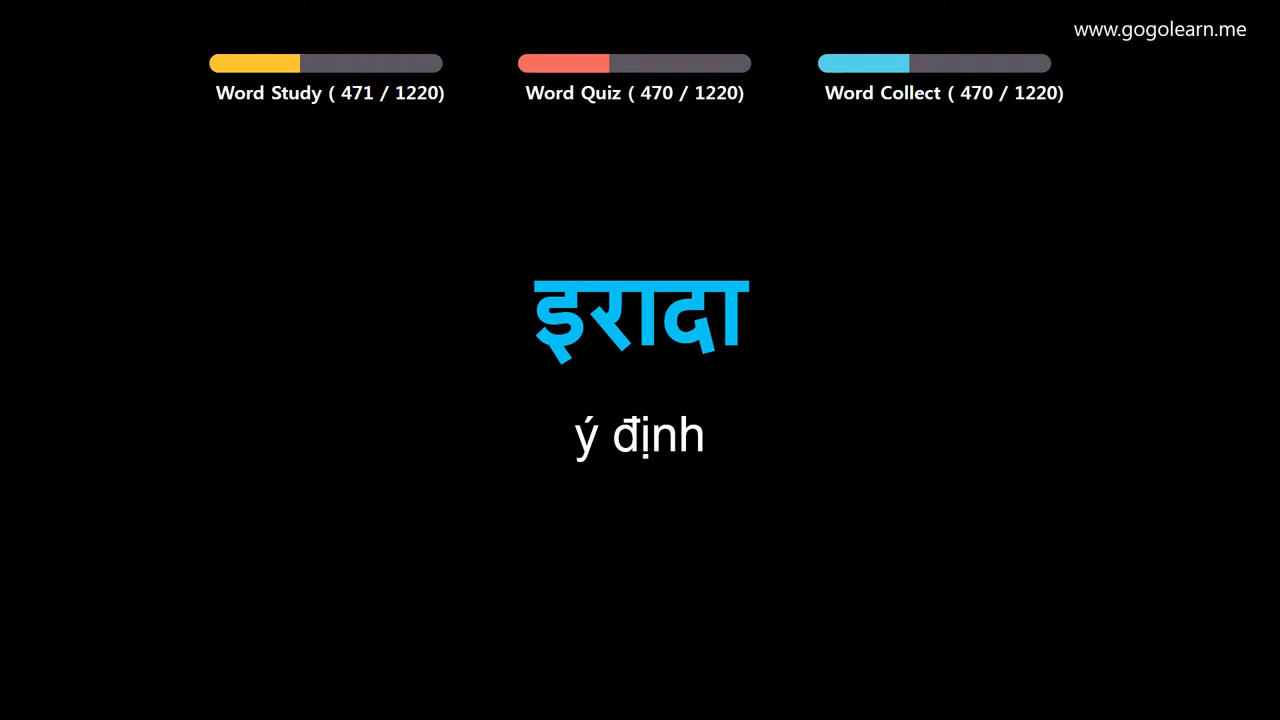 www.gogolearn.me
Word Study ( 471 / 1220)
Word Quiz ( 470 / 1220)
Word Collect ( 470 / 1220)
इरादा
ý định